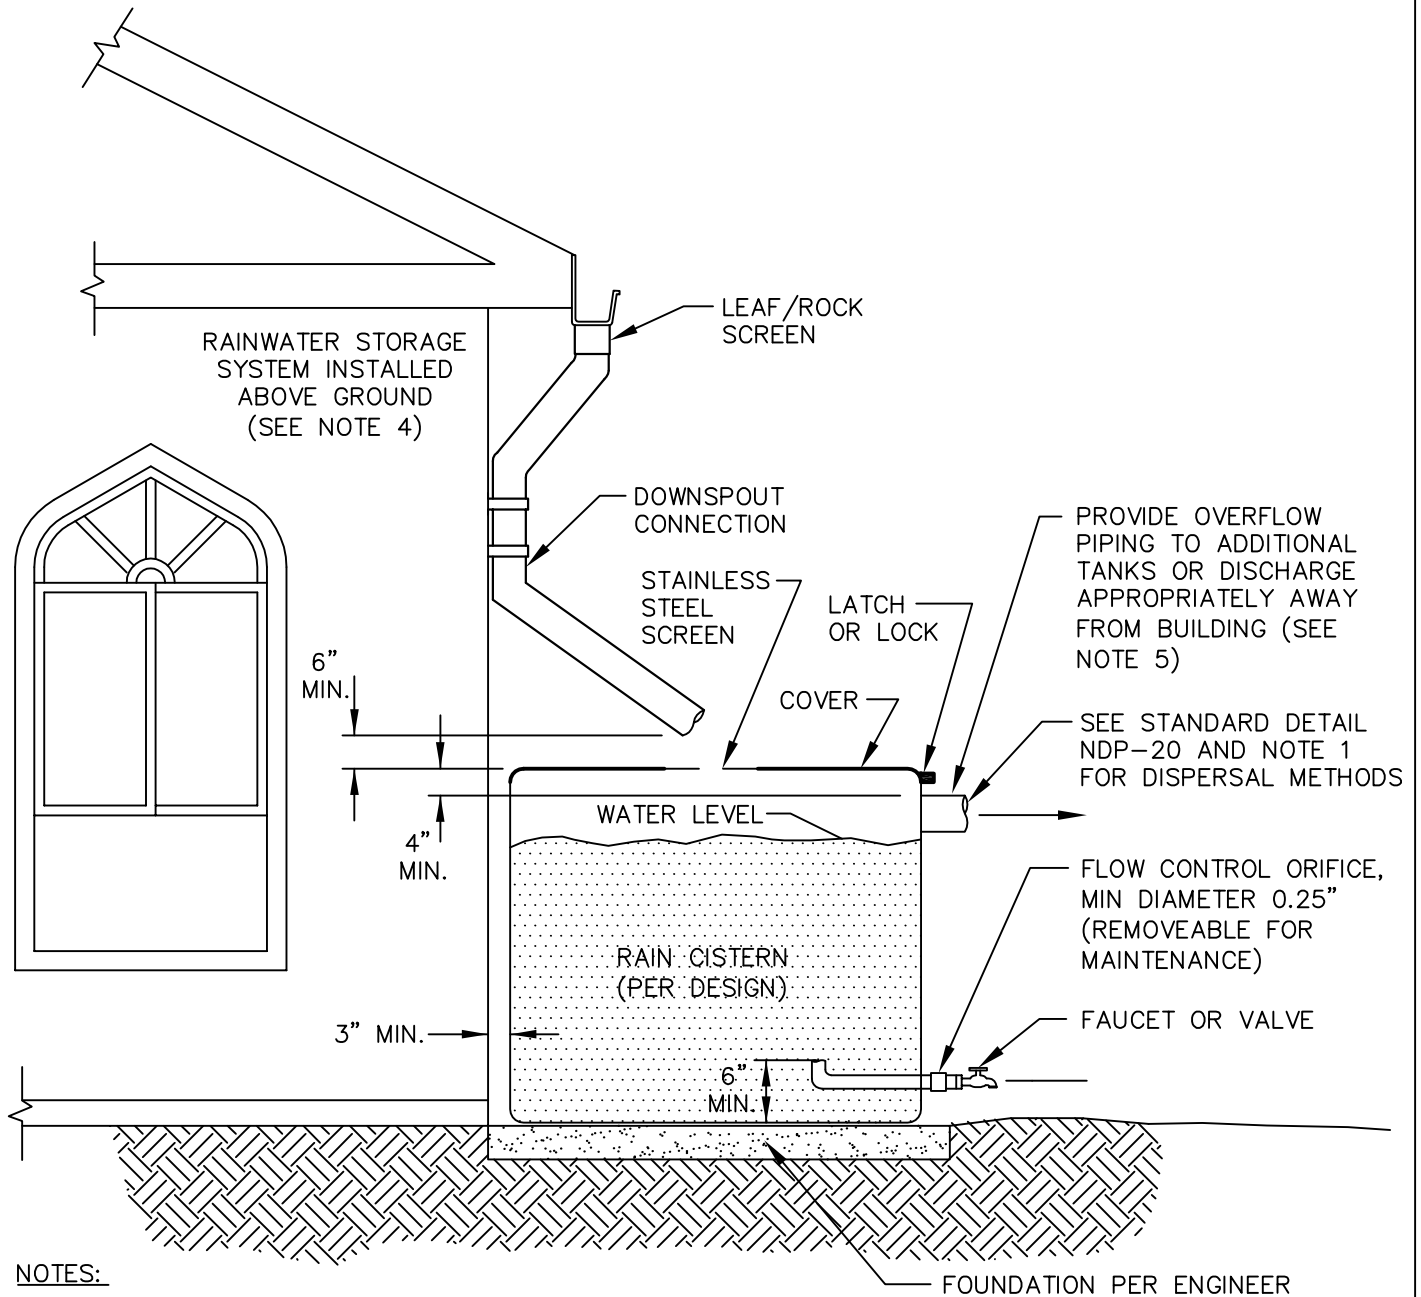 LEAF/ROCK
SCREEN
RAINWATER STORAGE
SYSTEM INSTALLED
ABOVE GROUND
(SEE NOTE 4)
DOWNSPOUT
CONNECTION
PROVIDE OVERFLOW
PIPING TO ADDITIONAL
TANKS OR DISCHARGE
APPROPRIATELY AWAY
FROM BUILDING (SEE
NOTE 5)
STAINLESS
STEEL
SCREEN
LATCH
OR LOCK
6”
MIN.
COVER
SEE STANDARD DETAIL
NDP–20 AND NOTE 1
FOR DISPERSAL METHODS
WATER LEVEL
4”
MIN.
FLOW CONTROL ORIFICE,
MIN DIAMETER 0.25”
(REMOVEABLE FOR
MAINTENANCE)
RAIN CISTERN
(PER DESIGN)
3” MIN.
FAUCET OR VALVE
6”
MIN.
NOTES:
FOUNDATION PER ENGINEER